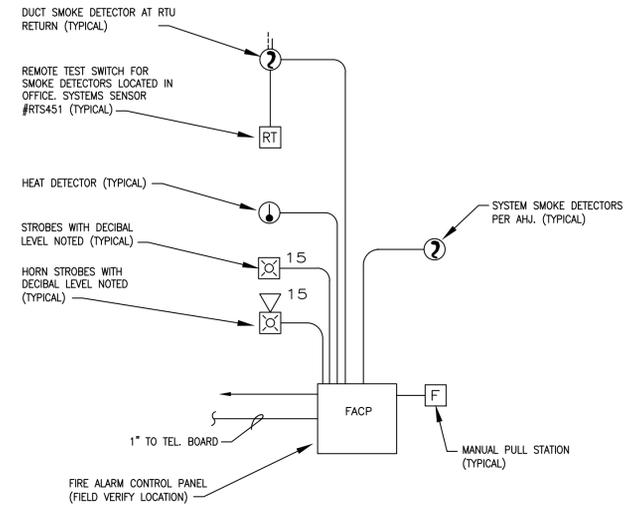 DUCT SMOKE DETECTOR AT RTU
RETURN (TYPICAL)
REMOTE TEST SWITCH FOR
SMOKE DETECTORS LOCATED IN
OFFICE. SYSTEMS SENSOR
#RTS451 (TYPICAL)
RT
HEAT DETECTOR (TYPICAL)
SYSTEM SMOKE DETECTORS
PER AHJ. (TYPICAL)
STROBES WITH DECIBAL
LEVEL NOTED (TYPICAL)
15
HORN STROBES WITH
DECIBAL LEVEL NOTED
(TYPICAL)
15
FACP
F
1" TO TEL. BOARD
MANUAL PULL STATION
(TYPICAL)
FIRE ALARM CONTROL PANEL
(FIELD VERIFY LOCATION)